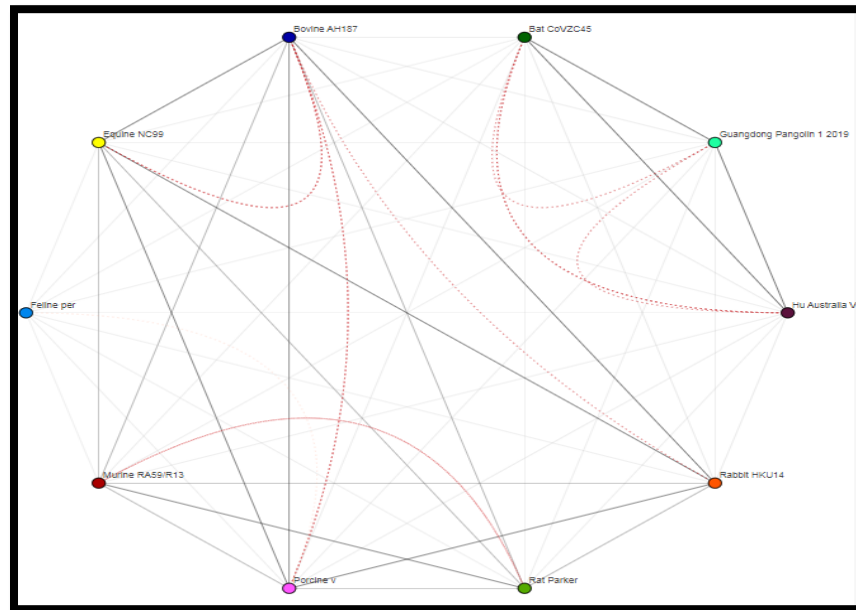 Bovine AH187
Bat CoVZC45
Equine NC99
Guangdong Pangolin 1 2019
Feline per
Hu Australia V
Murine RA59/R13
Rabbit HKU14
Porcine v
Rat Parker